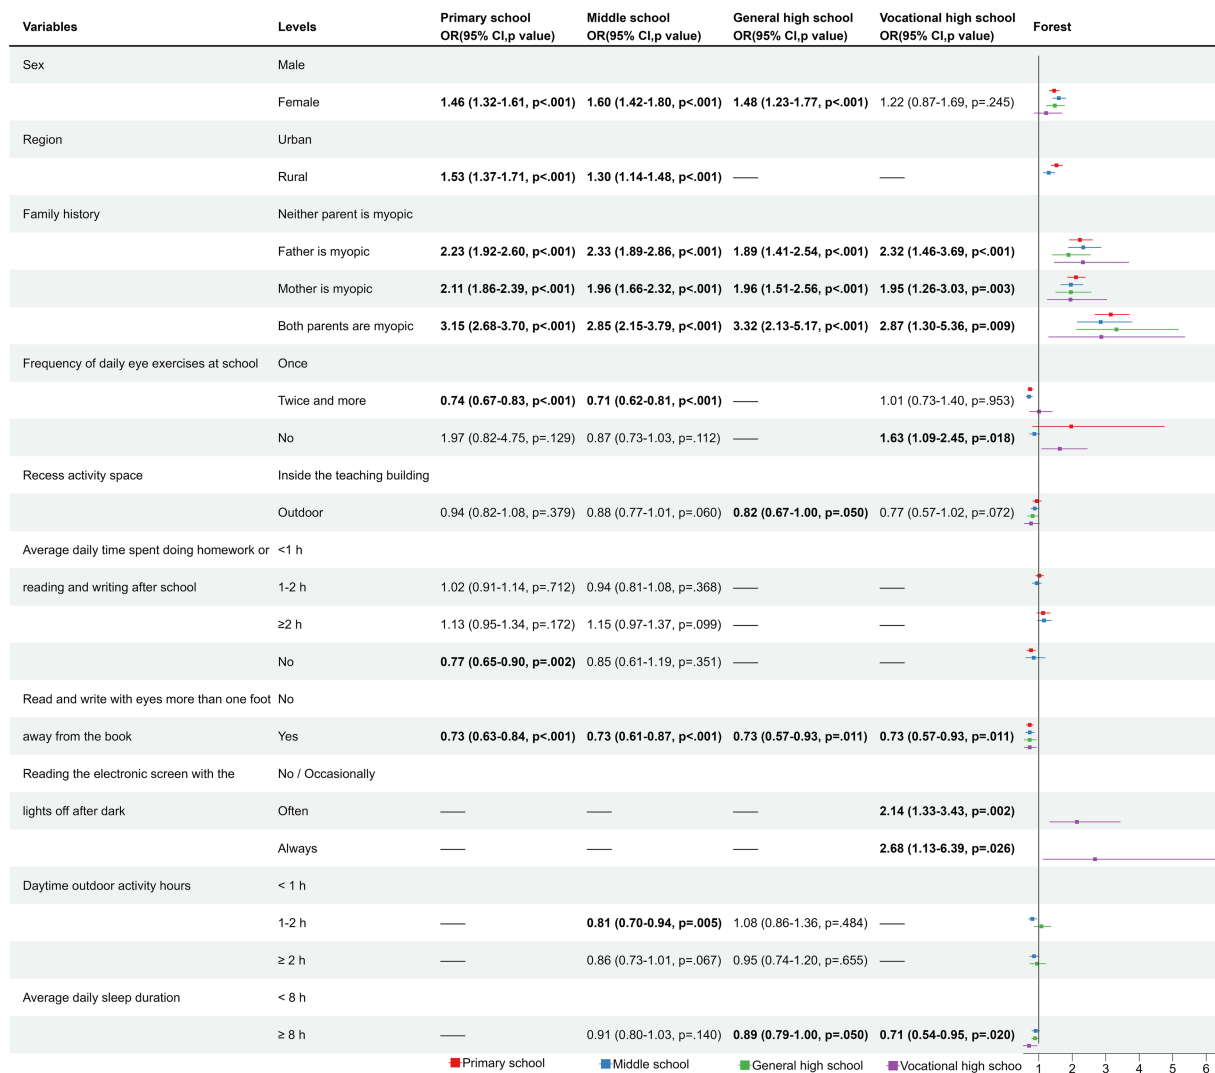 Variables Levels Primary school Middle school General high school Vocational high school Forest
OR(95% CI,p value) OR(95% CI,p value) OR(95% CI,p value) OR(95% CI,p value)
Sex Male
Female 1.46 (1.32-1.61, p<.001) 1.60 (1.42-1.80, p<.001) 1.48 (1.23-1.77, p<.001) 1.22 (0.87-1.69, p=.245)
Region Urban
Rural 1.53 (1.37-1.71, p<.001) 1.30 (1.14-1.48, p<.001) —— ——
Family history Neither parent is myopic
Father is myopic 2.23 (1.92-2.60, p<.001) 2.33 (1.89-2.86, p<.001) 1.89 (1.41-2.54, p<.001) 2.32 (1.46-3.69, p<.001)
Mother is myopic 2.11 (1.86-2.39, p<.001) 1.96 (1.66-2.32, p<.001) 1.96 (1.51-2.56, p<.001) 1.95 (1.26-3.03, p=.003)
Both parents are myopic 3.15 (2.68-3.70, p<.001) 2.85 (2.15-3.79, p<.001) 3.32 (2.13-5.17, p<.001) 2.87 (1.30-5.36, p=.009)
Frequency of daily eye exercises at school Once
Twice and more 0.74 (0.67-0.83, p<.001) 0.71 (0.62-0.81, p<.001) —— 1.01 (0.73-1.40, p=.953)
No 1.97 (0.82-4.75, p=.129) 0.87 (0.73-1.03, p=.112) —— 1.63 (1.09-2.45, p=.018)
Recess activity space Inside the teaching building
Outdoor 0.94 (0.82-1.08, p=.379) 0.88 (0.77-1.01, p=.060) 0.82 (0.67-1.00, p=.050) 0.77 (0.57-1.02, p=.072)
Average daily time spent doing homework or <1 h
reading and writing after school 1-2 h 1.02 (0.91-1.14, p=.712) 0.94 (0.81-1.08, p=.368) —— ——
≥2 h 1.13 (0.95-1.34, p=.172) 1.15 (0.97-1.37, p=.099) —— ——
No 0.77 (0.65-0.90, p=.002) 0.85 (0.61-1.19, p=.351) —— ——
Read and write with eyes more than one foot No
away from the book Yes 0.73 (0.63-0.84, p<.001) 0.73 (0.61-0.87, p<.001) 0.73 (0.57-0.93, p=.011) 0.73 (0.57-0.93, p=.011)
Reading the electronic screen with the No / Occasionally
lights off after dark Often —— —— —— 2.14 (1.33-3.43, p=.002)
Always —— —— —— 2.68 (1.13-6.39, p=.026)
Daytime outdoor activity hours < 1 h
1-2 h —— 0.81 (0.70-0.94, p=.005) 1.08 (0.86-1.36, p=.484) ——
≥ 2 h —— 0.86 (0.73-1.01, p=.067) 0.95 (0.74-1.20, p=.655) ——
Average daily sleep duration < 8 h
≥ 8 h —— 0.91 (0.80-1.03, p=.140) 0.89 (0.79-1.00, p=.050) 0.71 (0.54-0.95, p=.020)
Primary school Middle school General high school Vocational high schoo
1 2 3 4 5 6